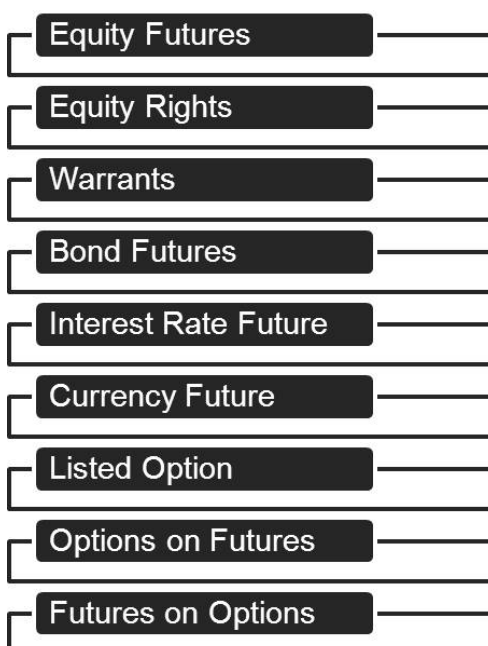 Equity Futures
Equity Rights
Warrants
Bond Futures
Interest Rate Future
Currency Future
Listed Option
Options on Futures
Futures on Options